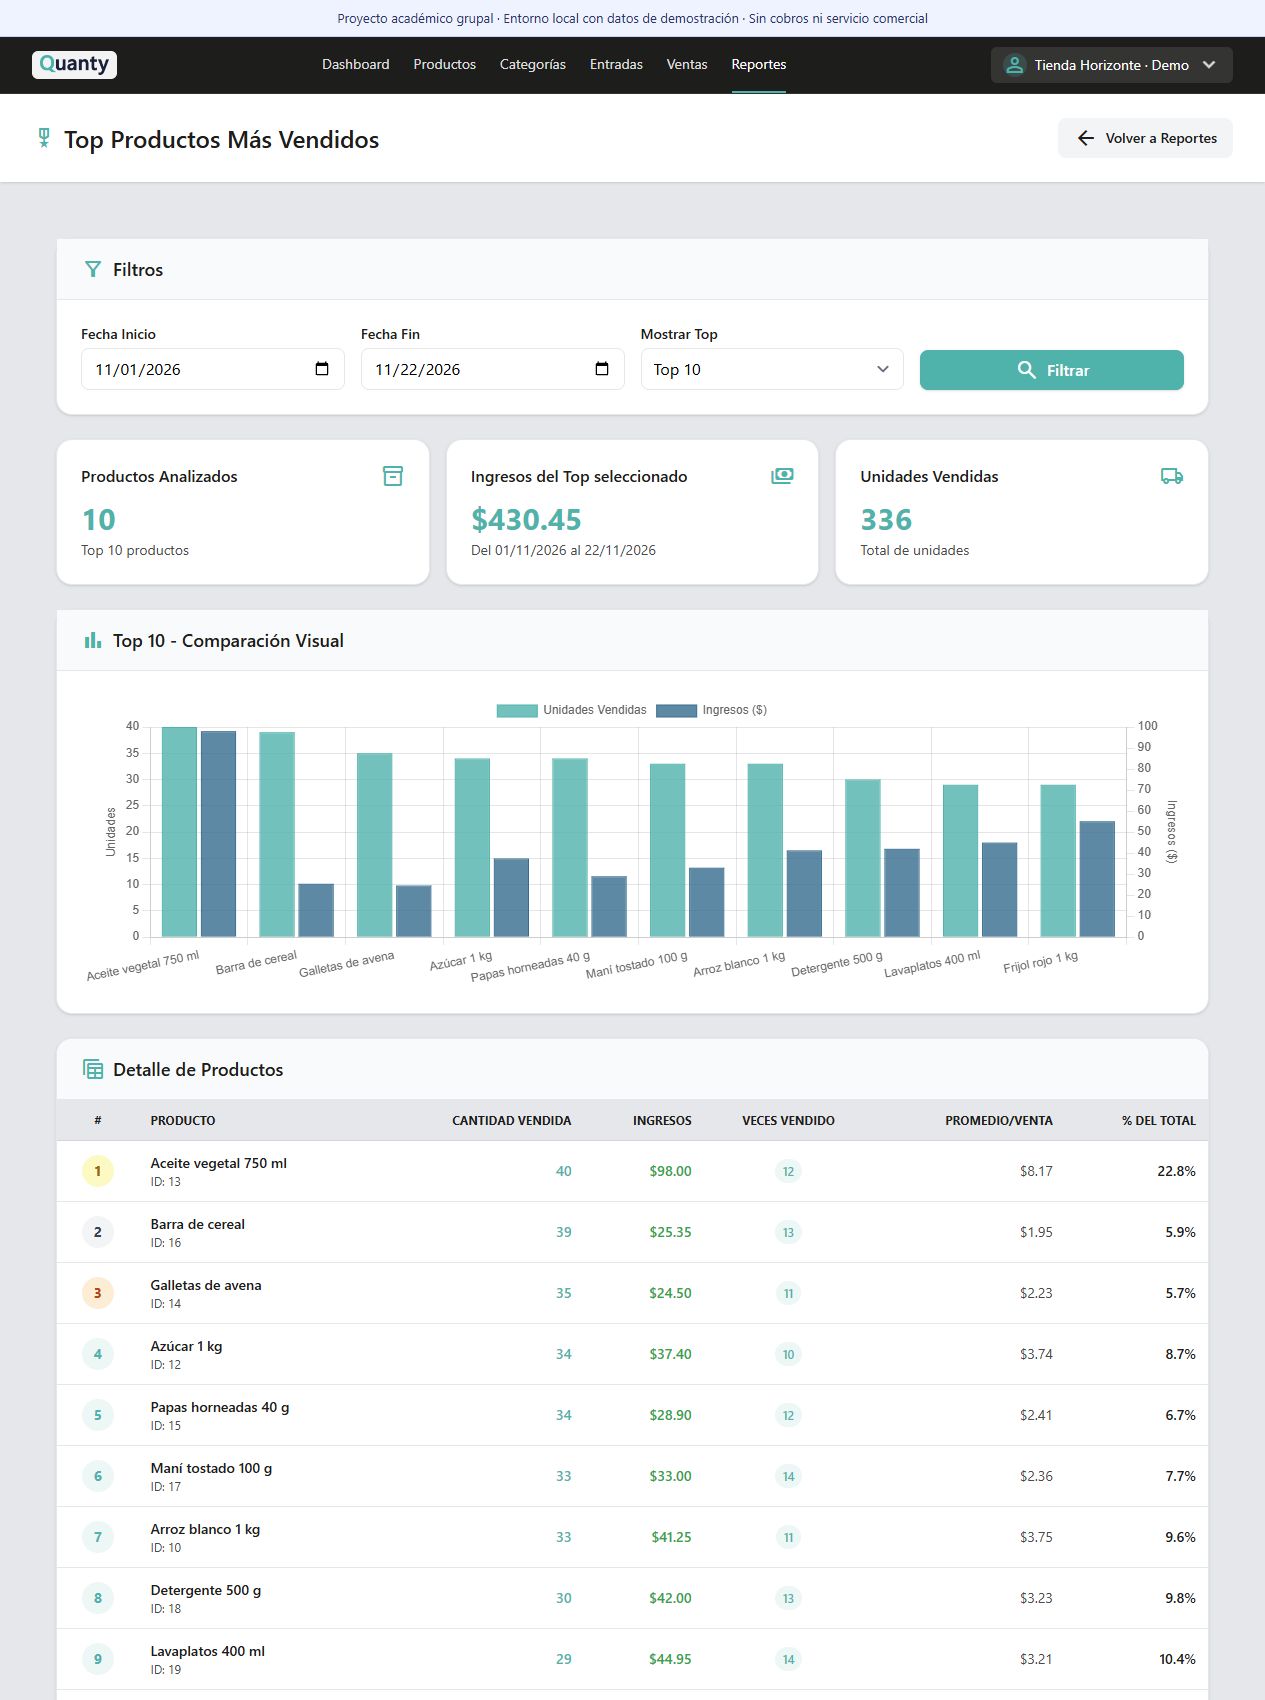 Proyecto académico grupal · Entorno local con datos de demostración · Sin cobros ni servicio comercial
Quanty
Dashboard Productos Categorías Entradas Ventas Reportes
Tienda Horizonte · Demo
Top Productos Más Vendidos
Volver a Reportes
Filtros
Fecha Inicio Fecha Fin Mostrar Top
11/01/2026 11/22/2026 Top 10 Filtrar
Productos Analizados
10
Top 10 productos
Ingresos del Top seleccionado
$430.45
Del 01/11/2026 al 22/11/2026
Unidades Vendidas
336
Total de unidades
Top 10 - Comparación Visual
Unidades Vendidas Ingresos ($)
Unidades
40
35
30
25
20
15
10
5
0
100
90
80
70
60
50
40
30
20
10
0
Ingresos ($)
Aceite vegetal 750 ml
Barra de cereal
Galletas de avena
Azúcar 1 kg
Papas horneadas 40 g
Maní tostado 100 g
Arroz blanco 1 kg
Detergente 500 g
Lavaplatos 400 ml
Frijol rojo 1 kg
Detalle de Productos
# PRODUCTO CANTIDAD VENDIDA INGRESOS VECES VENDIDO PROMEDIO/VENTA % DEL TOTAL
1 Aceite vegetal 750 ml 40 $98.00 12 $8.17 22.8%
ID: 13
2 Barra de cereal 39 $25.35 13 $1.95 5.9%
ID: 16
3 Galletas de avena 35 $24.50 11 $2.23 5.7%
ID: 14
4 Azúcar 1 kg 34 $37.40 10 $3.74 8.7%
ID: 12
5 Papas horneadas 40 g 34 $28.90 12 $2.41 6.7%
ID: 15
6 Maní tostado 100 g 33 $33.00 14 $2.36 7.7%
ID: 17
7 Arroz blanco 1 kg 33 $41.25 11 $3.75 9.6%
ID: 10
8 Detergente 500 g 30 $42.00 13 $3.23 9.8%
ID: 18
9 Lavaplatos 400 ml 29 $44.95 14 $3.21 10.4%
ID: 19